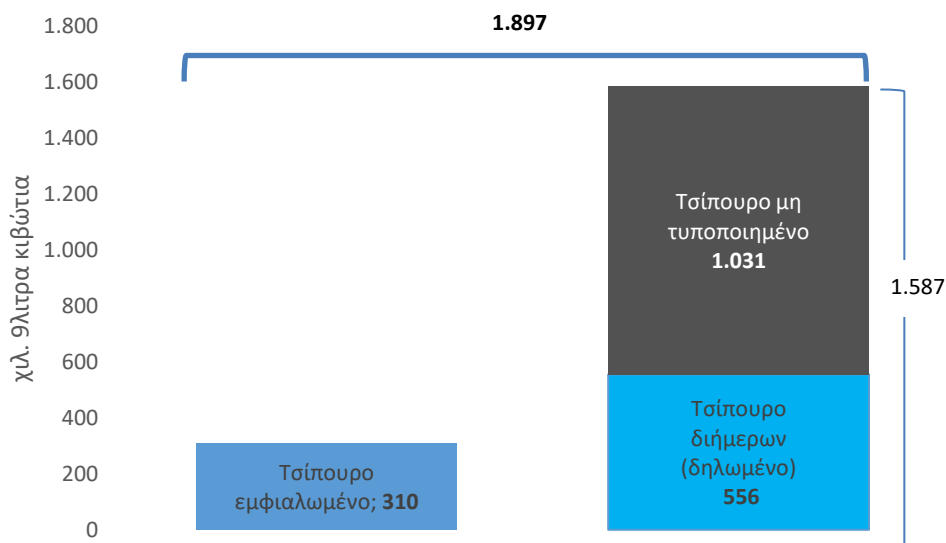 1.897
χιλ. 9λιτρα κιβώτια
1.800
1.600
1.400
1.200
1.000
800
600
400
200
0
Τσίπουρο
εμφιαλωμένο; 310
Τσίπουρο μη
τυποποιημένο
1.031
Τσίπουρο
διήμερων
(δηλωμένο)
556
1.587